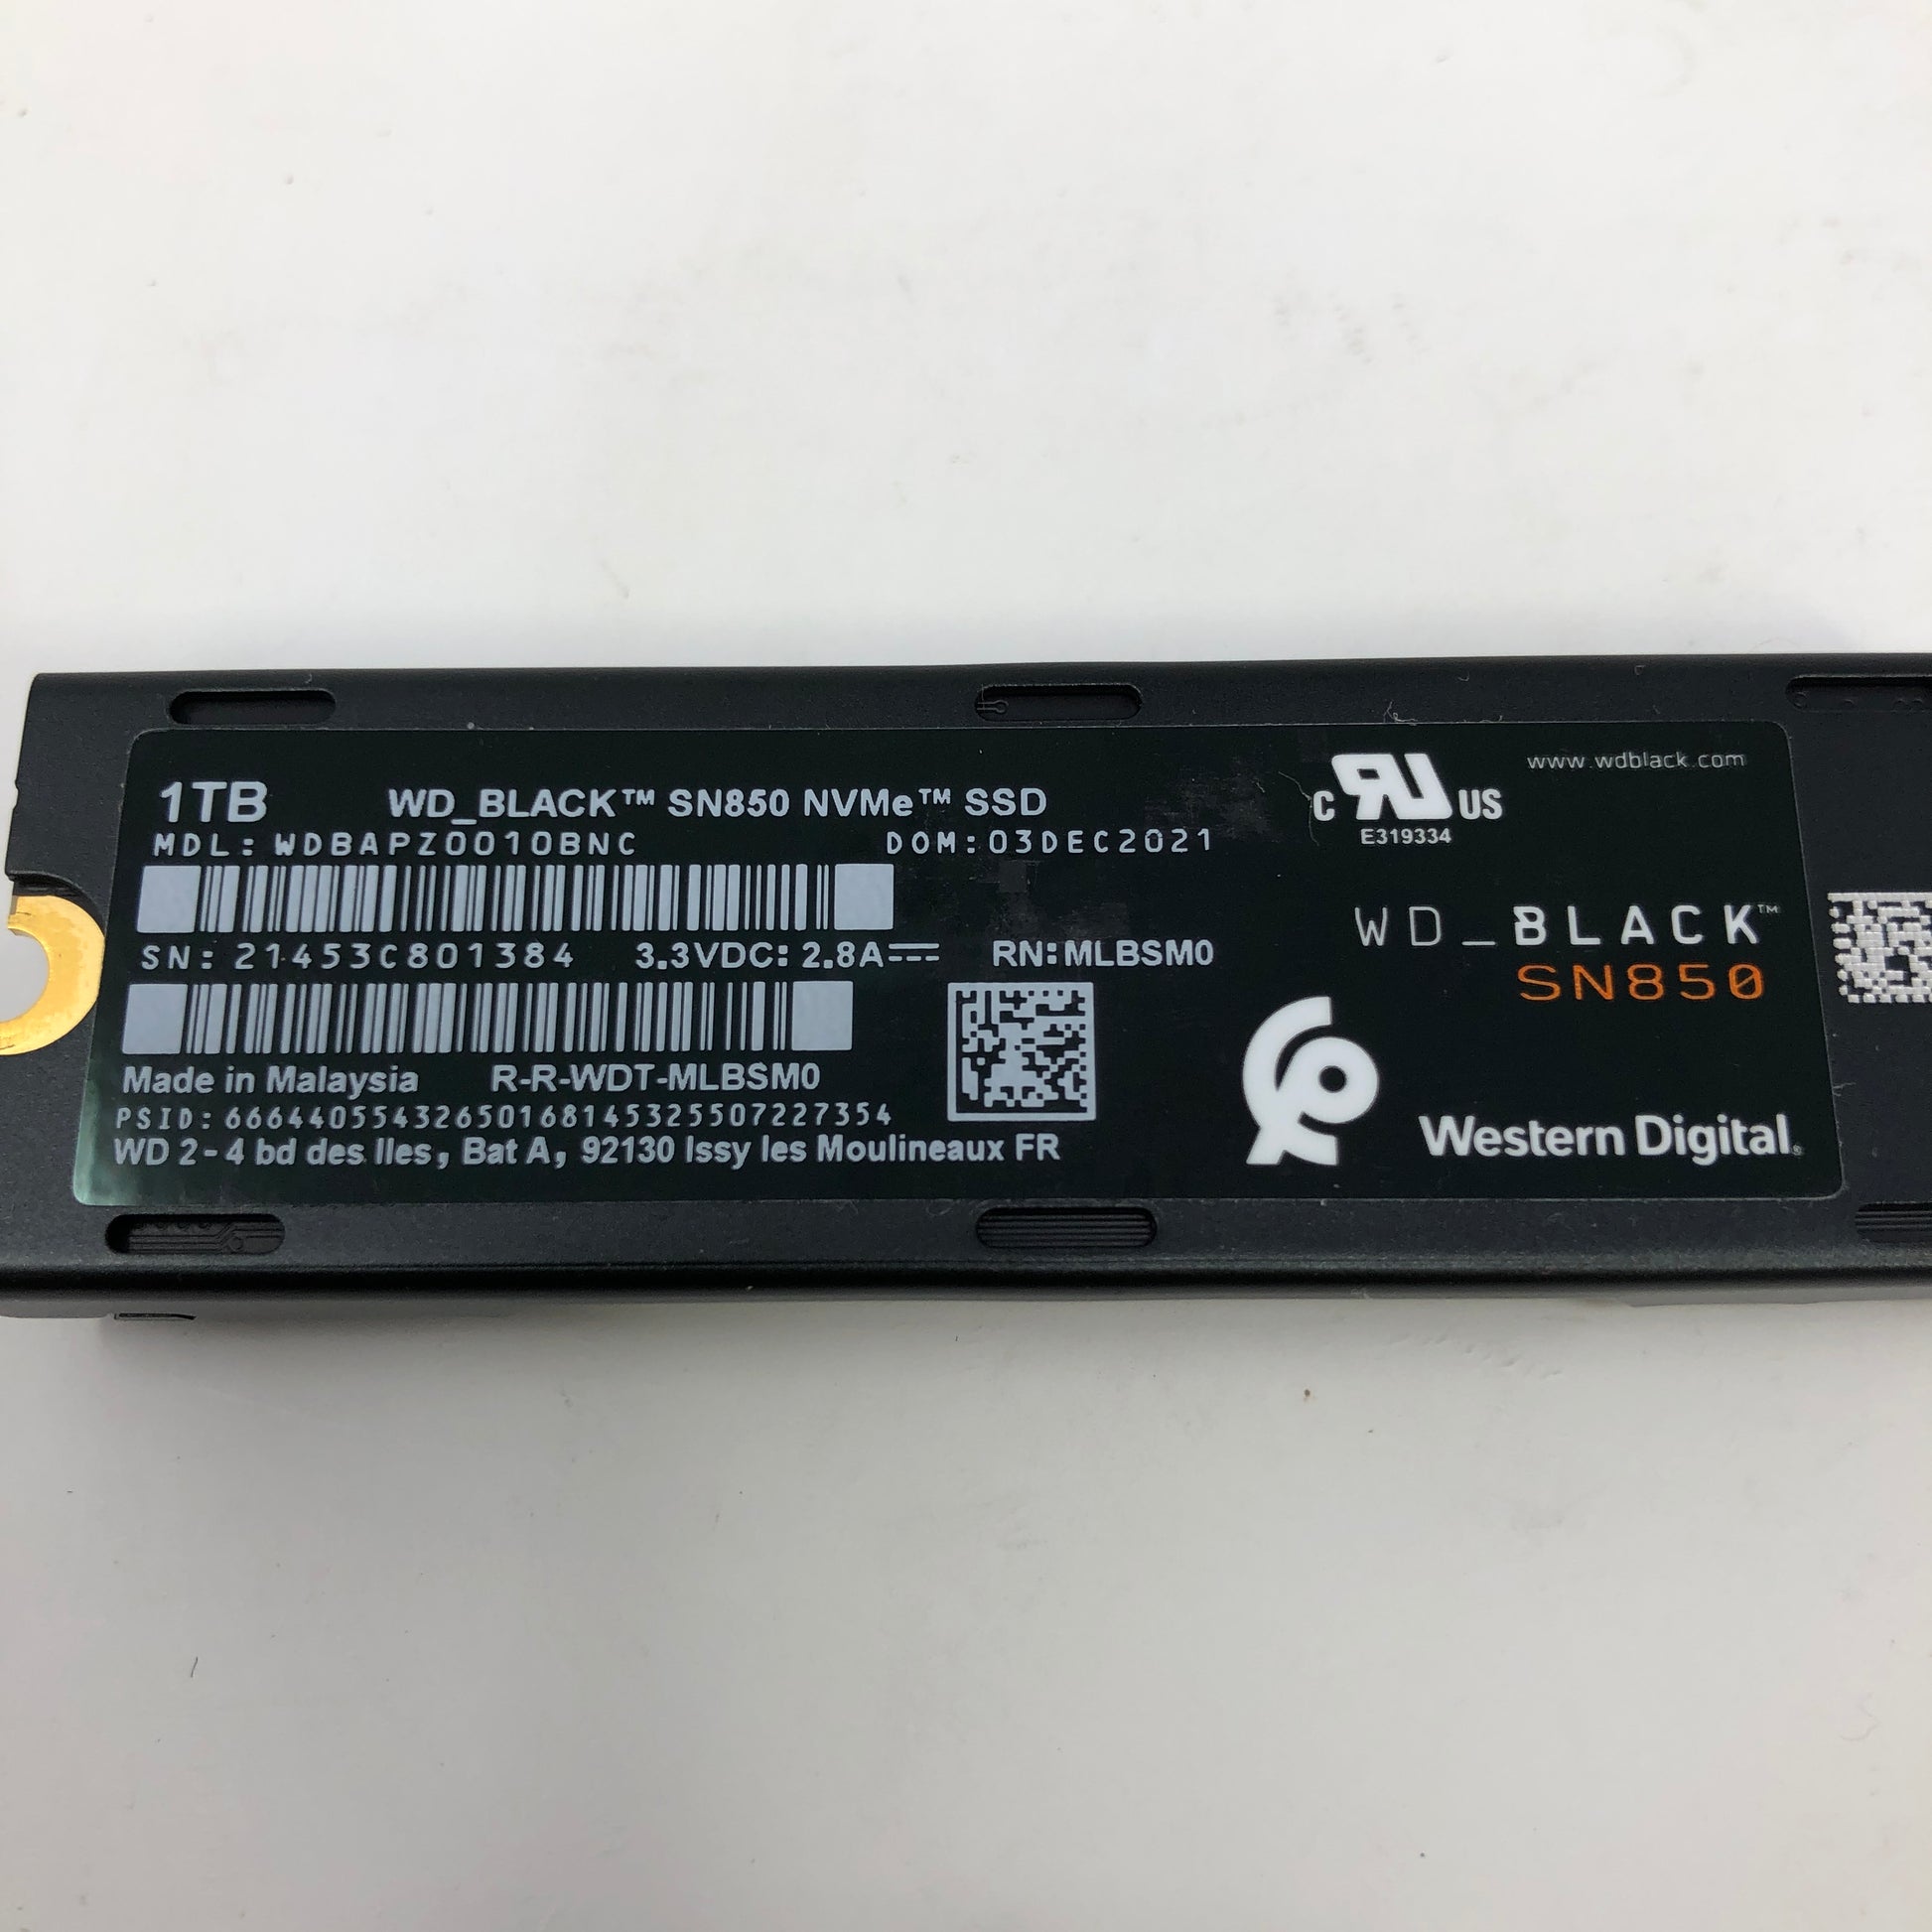 1TB WD_BLACK™ SN850 NVMe™ SSD
MDL: WDBAPZ0010BNC DOM:03DEC2021
SN: 21453C801384 3.3VDC: 2.8A RN:MLBSM0
Made in Malaysia R-R-WDT-MLBSM0
PSID: 66644055432650168145325507227354
WD 2-4 bd des Iles, Bat A, 92130 Issy les Moulineaux FR
www.wdblack.com
C RU US
E319334
WD_BLACK™
SN850
Western Digital®